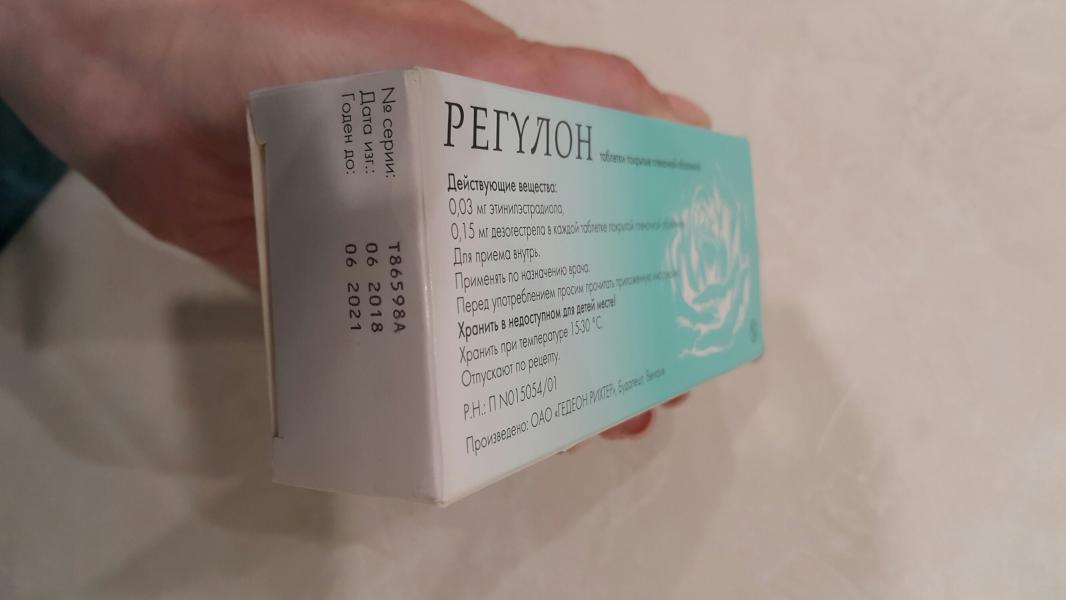 РЕГУЛОН таблетки покрытые пленочной оболочкой
Действующие вещества:
0,03 мг этинилэстрадиола,
0,15 мг дезогестрела в каждой таблетке покрытой пленочной оболочкой
Для приема внутрь.
Применять по назначению врача.
Перед употреблением просим прочитать приложенную инструкцию
Хранить в недоступном для детей месте!
Хранить при температуре 15-30 °C.
Отпускают по рецепту.
Р.Н.: П N015054/01
Произведено: ОАО «ГЕДЕОН РИХТЕР», Будапешт, Венгрия
№ серии: T86598A
Дата изг.: 06 2018
Годен до: 06 2021